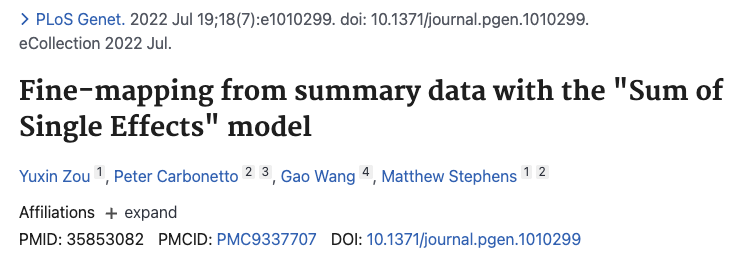 PLoS Genet. 2022 Jul 19;18(7):e1010299. doi: 10.1371/journal.pgen.1010299.
eCollection 2022 Jul.
Fine-mapping from summary data with the "Sum of
Single Effects" model
Yuxin Zou 1, Peter Carbonetto 2 3, Gao Wang 4, Matthew Stephens 1 2
Affiliations + expand
PMID: 35853082 PMCID: PMC9337707 DOI: 10.1371/journal.pgen.1010299